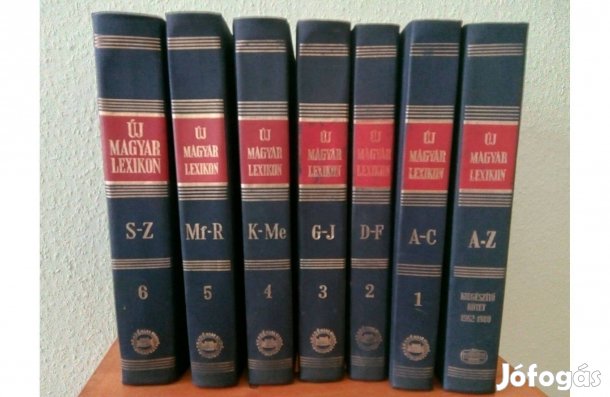 ÚJ
MAGYAR
LEXIKON
S-Z
6
ÚJ
MAGYAR
LEXIKON
Mf-R
5
ÚJ
MAGYAR
LEXIKON
K-Me
4
ÚJ
MAGYAR
LEXIKON
G-J
3
ÚJ
MAGYAR
LEXIKON
D-F
2
ÚJ
MAGYAR
LEXIKON
A-C
1
ÚJ
MAGYAR
LEXIKON
A-Z
KIEGÉSZÍTŐ
KÖTET
1962-1980
Jófogás